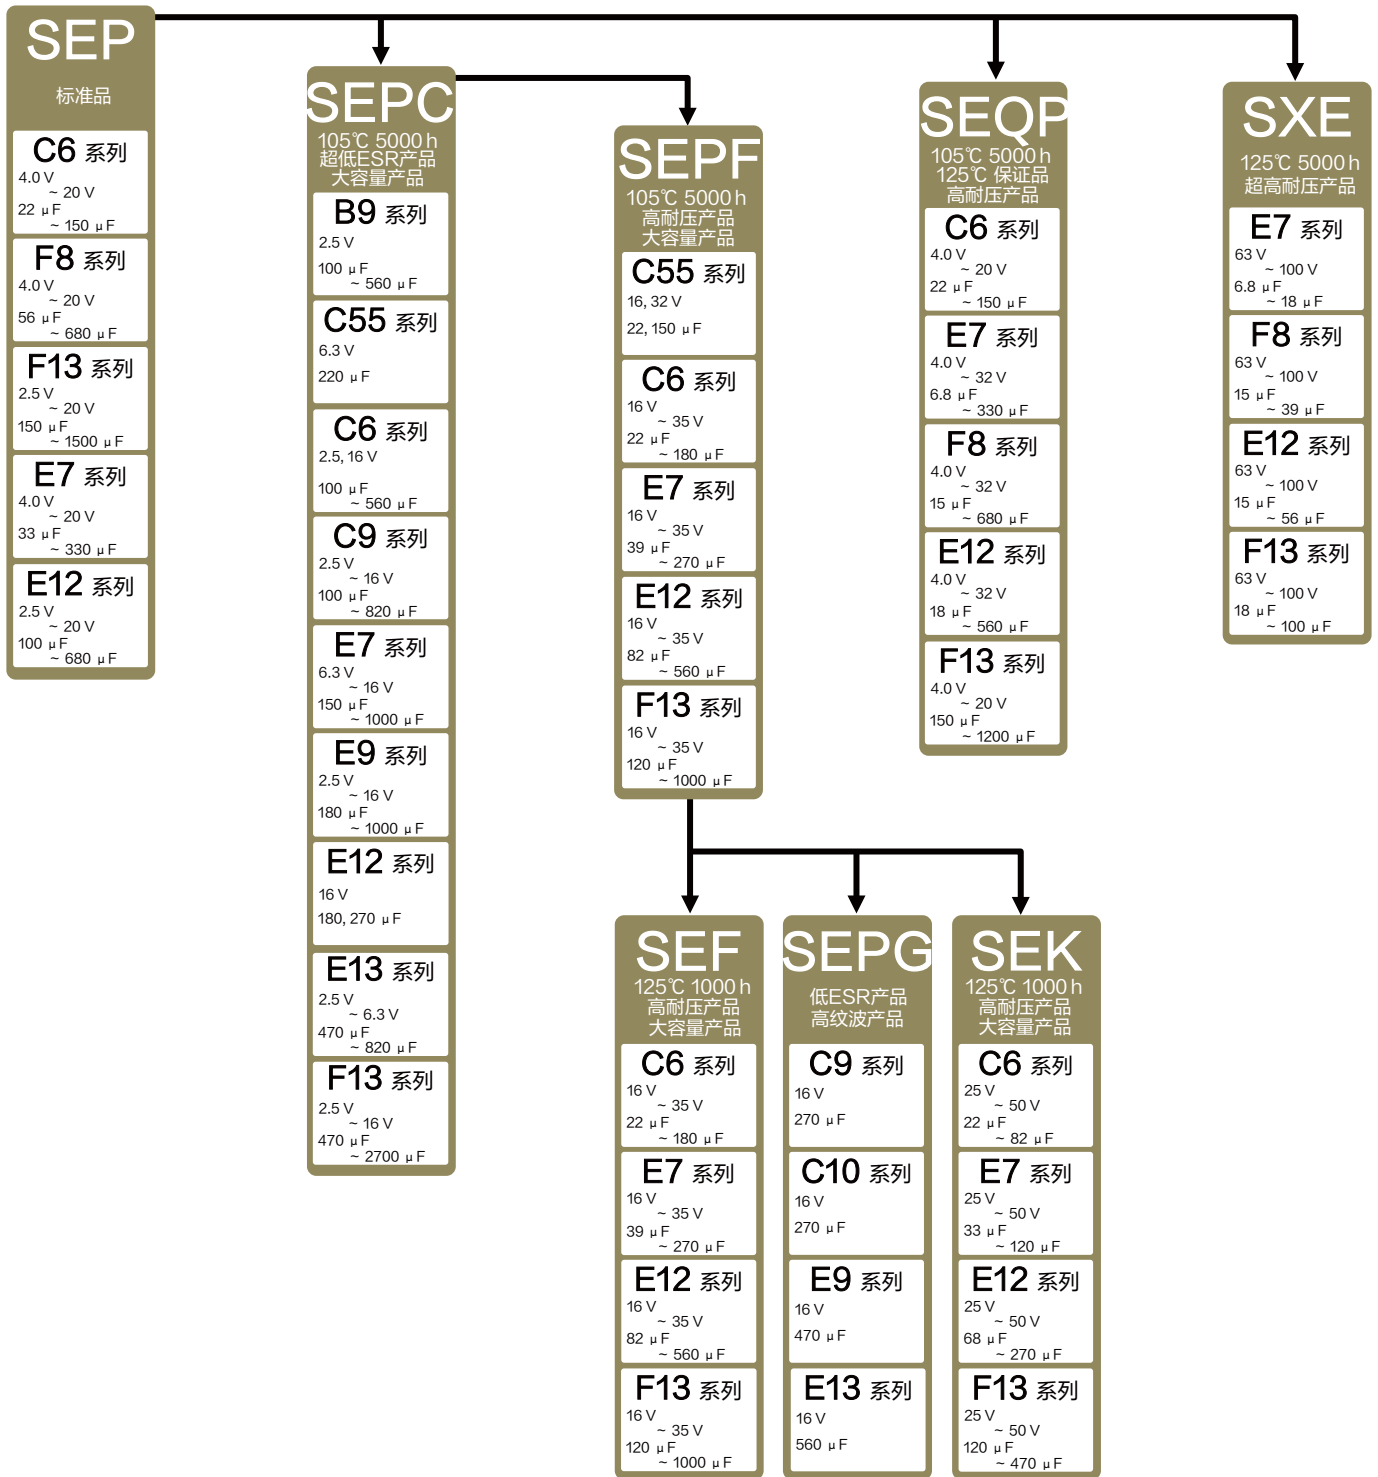 SEP
标准品
C6 系列
4.0 V
~ 20 V
22 μF
~ 150 μF
F8 系列
4.0 V
~ 20 V
56 μF
~ 680 μF
F13 系列
2.5 V
~ 20 V
150 μF
~ 1500 μF
E7 系列
4.0 V
~ 20 V
33 μF
~ 330 μF
E12 系列
2.5 V
~ 20 V
100 μF
~ 680 μF
SEPC
105℃ 5000 h
超低ESR产品
大容量产品
B9 系列
2.5 V
100 μF
~ 560 μF
C55 系列
6.3 V
220 μF
C6 系列
2.5, 16 V
100 μF
~ 560 μF
C9 系列
2.5 V
~ 16 V
100 μF
~ 820 μF
E7 系列
6.3 V
~ 16 V
150 μF
~ 1000 μF
E9 系列
2.5 V
~ 16 V
180 μF
~ 1000 μF
E12 系列
16 V
180, 270 μF
E13 系列
2.5 V
~ 6.3 V
470 μF
~ 820 μF
F13 系列
2.5 V
~ 16 V
470 μF
~ 2700 μF
SEPF
105℃ 5000 h
高耐压产品
大容量产品
C55 系列
16, 32 V
22, 150 μF
C6 系列
16 V
~ 35 V
22 μF
~ 180 μF
E7 系列
16 V
~ 35 V
39 μF
~ 270 μF
E12 系列
16 V
~ 35 V
82 μF
~ 560 μF
F13 系列
16 V
~ 35 V
120 μF
~ 1000 μF
SEQP
105℃ 5000 h
125℃ 保证品
高耐压产品
C6 系列
4.0 V
~ 20 V
22 μF
~ 150 μF
E7 系列
4.0 V
~ 32 V
6.8 μF
~ 330 μF
F8 系列
4.0 V
~ 32 V
15 μF
~ 680 μF
E12 系列
4.0 V
~ 32 V
18 μF
~ 560 μF
F13 系列
4.0 V
~ 20 V
150 μF
~ 1200 μF
SXE
125℃ 5000 h
超高耐压产品
E7 系列
63 V
~ 100 V
6.8 μF
~ 18 μF
F8 系列
63 V
~ 100 V
15 μF
~ 39 μF
E12 系列
63 V
~ 100 V
15 μF
~ 56 μF
F13 系列
63 V
~ 100 V
18 μF
~ 100 μF
SEF
125℃ 1000 h
高耐压产品
大容量产品
C6 系列
16 V
~ 35 V
22 μF
~ 180 μF
E7 系列
16 V
~ 35 V
39 μF
~ 270 μF
E12 系列
16 V
~ 35 V
82 μF
~ 560 μF
F13 系列
16 V
~ 35 V
120 μF
~ 1000 μF
SEPG
低ESR产品
高纹波产品
C9 系列
16 V
270 μF
C10 系列
16 V
270 μF
E9 系列
16 V
470 μF
E13 系列
16 V
560 μF
SEK
125℃ 1000 h
高耐压产品
大容量产品
C6 系列
25 V
~ 50 V
22 μF
~ 82 μF
E7 系列
25 V
~ 50 V
33 μF
~ 120 μF
E12 系列
25 V
~ 50 V
68 μF
~ 270 μF
F13 系列
25 V
~ 50 V
120 μF
~ 470 μF